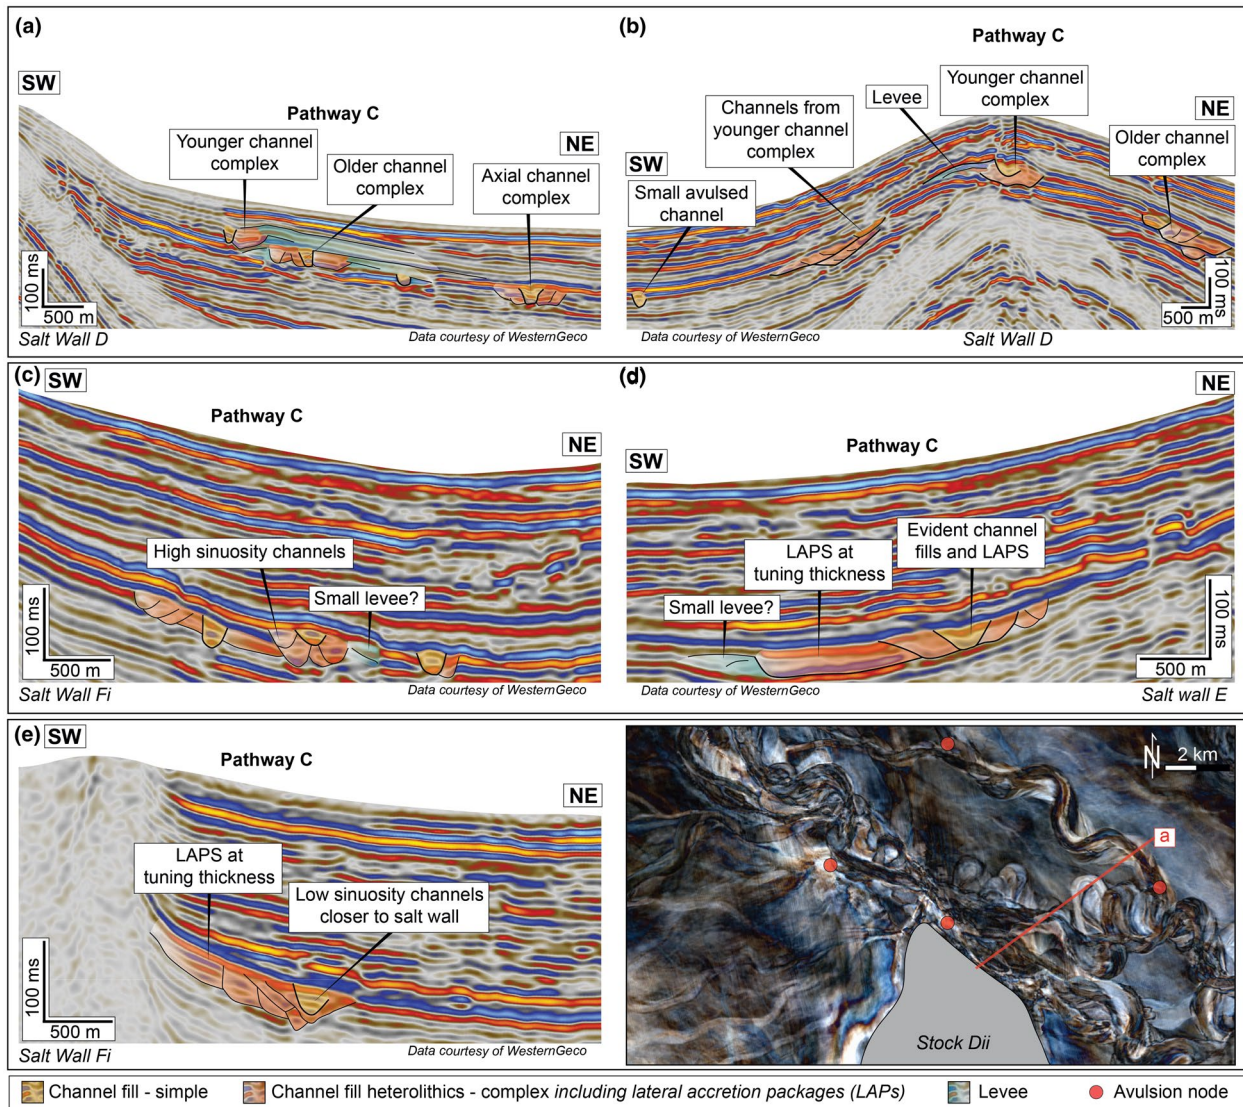 (a)
SW
Pathway C
Younger channel
complex
Older channel
complex
NE
Axial channel
complex
100 ms
500 m
Salt Wall D
Data courtesy of WesternGeco
(b)
Pathway C
Younger channel
complex
Levee
Channels from
younger channel
complex
NE
Older channel
complex
SW
Small avulsed
channel
100 ms
500 m
Data courtesy of WesternGeco
Salt Wall D
(c)
SW
Pathway C
NE
High sinuosity channels
Small levee?
100 ms
500 m
Salt Wall Fi
Data courtesy of WesternGeco
(d)
NE
Pathway C
SW
Evident channel
fills and LAPS
LAPS at
tuning thickness
Small levee?
100 ms
500 m
Data courtesy of WesternGeco
Salt wall E
(e)
SW
Pathway C
NE
LAPS at
tuning thickness
Low sinuosity channels
closer to salt wall
100 ms
500 m
Salt Wall Fi
Data courtesy of WesternGeco
N
2 km
a
Stock Dii
Channel fill - simple
Channel fill heterolithics - complex including lateral accretion packages (LAPs)
Levee
Avulsion node